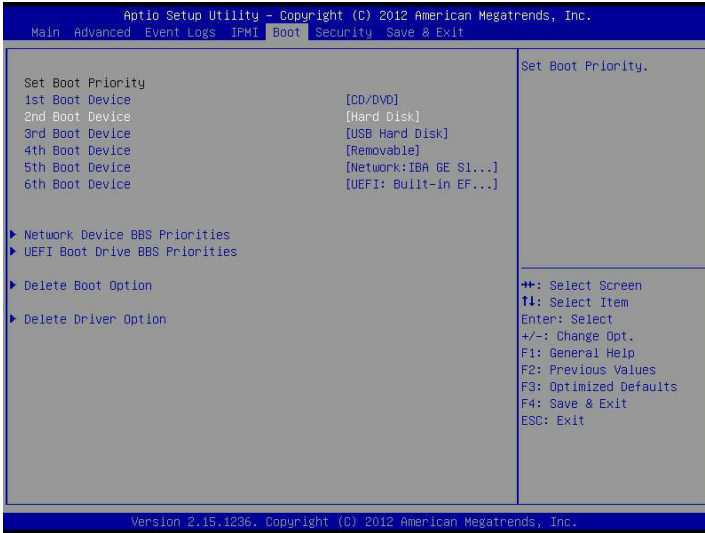 Aptio Setup Utility – Copyright (C) 2012 American Megatrends, Inc.
Main Advanced Event Logs IPMI Boot Security Save & Exit
Set Boot Priority.
Set Boot Priority
1st Boot Device [CD/DVD]
2nd Boot Device [Hard Disk]
3rd Boot Device [USB Hard Disk]
4th Boot Device [Removable]
5th Boot Device [Network:IBA GE Sl...]
6th Boot Device [UEFI: Built-in EF...]
Network Device BBS Priorities
UEFI Boot Drive BBS Priorities
Delete Boot Option
Delete Driver Option
→←: Select Screen
↑↓: Select Item
Enter: Select
+/-: Change Opt.
F1: General Help
F2: Previous Values
F3: Optimized Defaults
F4: Save & Exit
ESC: Exit
Version 2.15.1236. Copyright (C) 2012 American Megatrends, Inc.